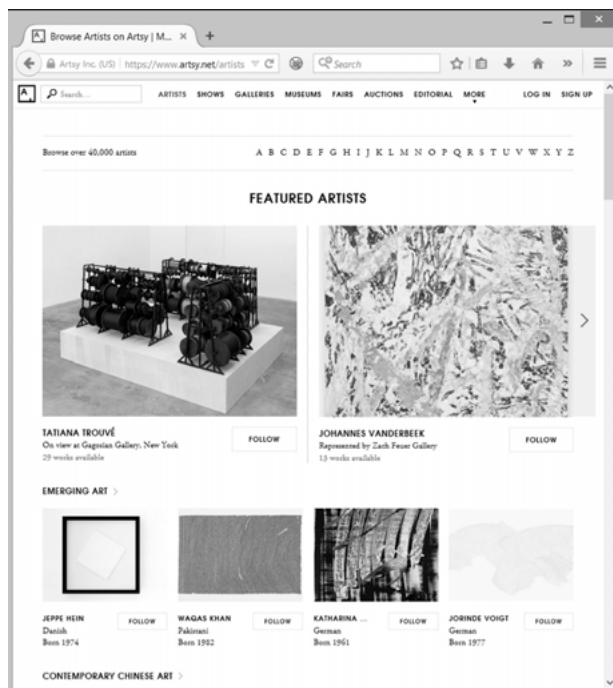 Browse Artists on Artsy | M... × +
Artsy Inc. (US) https://www.artsy.net/artists Search
A. Search... ARTISTS SHOWS GALLERIES MUSEUMS FAIRS AUCTIONS EDITORIAL MORE LOG IN SIGN UP
Browse over 40,000 artists A B C D E F G H I J K L M N O P Q R S T U V W X Y Z
FEATURED ARTISTS
TATIANA TROUVÉ
On view at Gagosian Gallery, New York
29 works available
FOLLOW
JOHANNES VANDERBEEK
Represented by Zach Feuer Gallery
13 works available
FOLLOW
EMERGING ART >
JEPPE HEIN
Danish
Born 1974
FOLLOW
WAQAS KHAN
Pakistani
Born 1982
FOLLOW
KATHARINA ...
German
Born 1961
FOLLOW
JORINDE VOIGT
German
Born 1977
FOLLOW
CONTEMPORARY CHINESE ART >